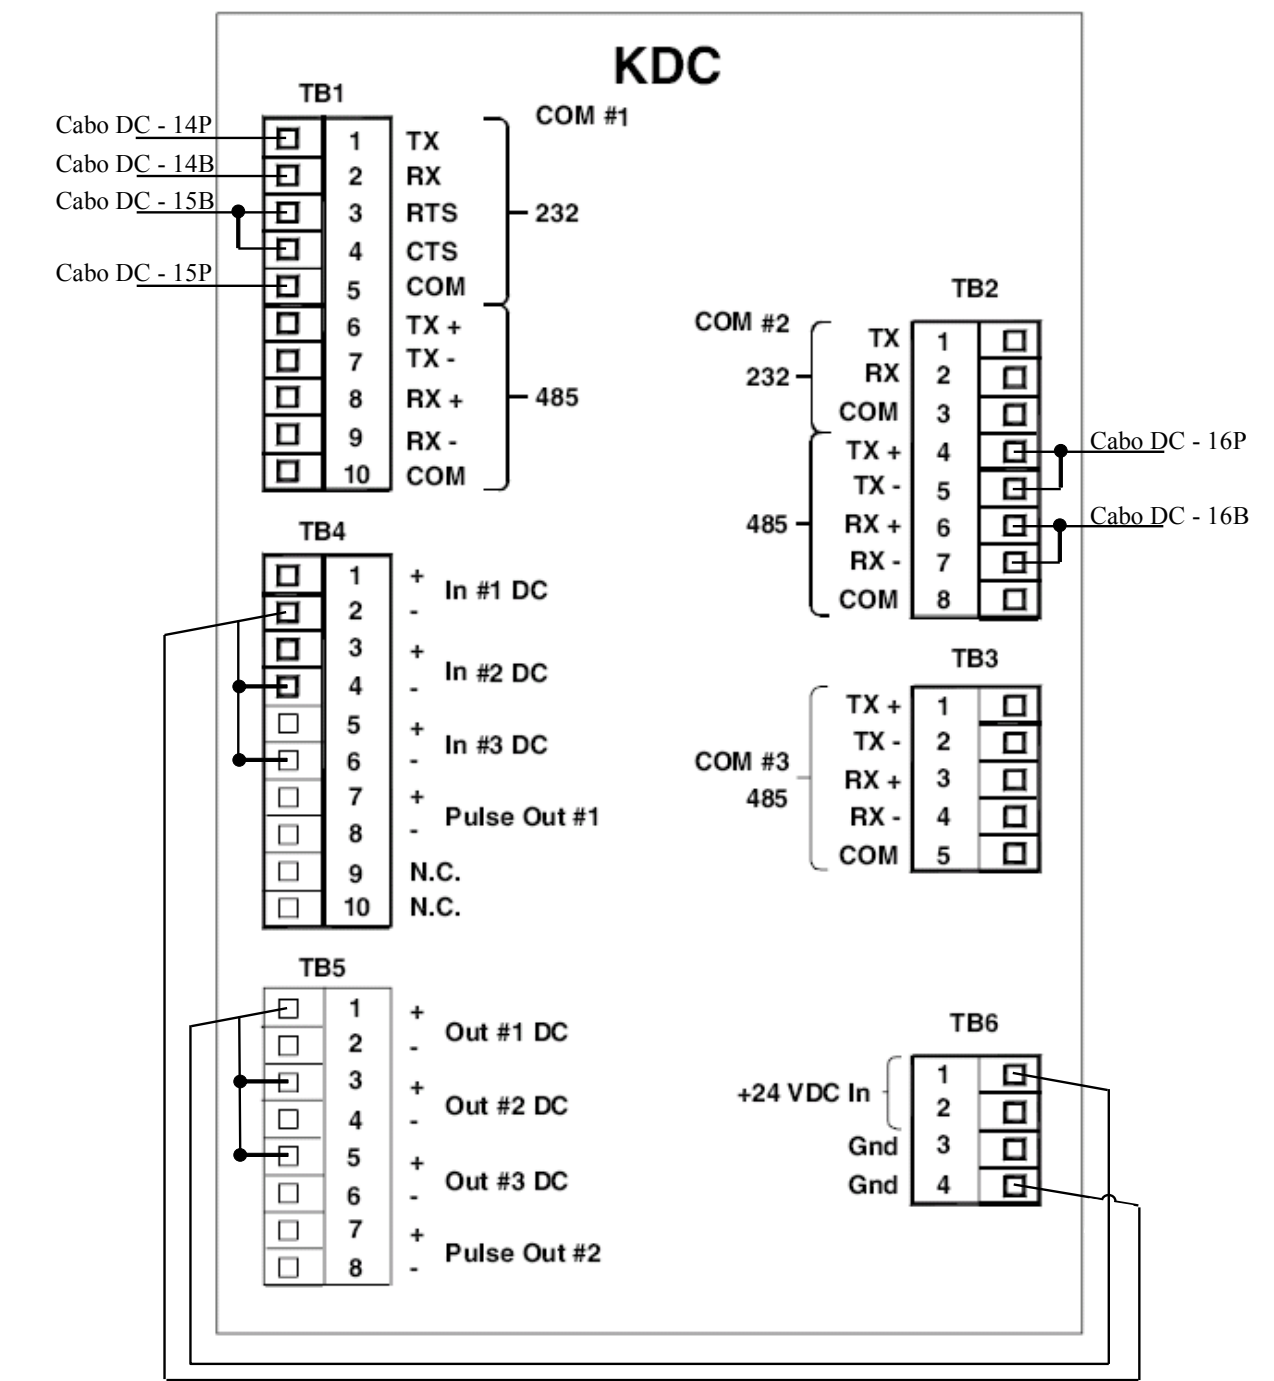 KDC
TB1
COM #1
Cabo DC - 14P
1 TX
Cabo DC - 14B
2 RX
Cabo DC - 15B
3 RTS
232
4 CTS
Cabo DC - 15P
5 COM
6 TX +
7 TX -
8 RX +
485
9 RX -
10 COM
TB2
COM #2
TX 1
232
RX 2
COM 3
TX + 4
Cabo DC - 16P
TX - 5
485
RX + 6
Cabo DC - 16B
RX - 7
COM 8
TB4
1 +
In #1 DC
2 -
3 +
In #2 DC
4 -
5 +
In #3 DC
6 -
7 +
Pulse Out #1
8 -
9 N.C.
10 N.C.
TB3
TX + 1
TX - 2
COM #3
485
RX + 3
RX - 4
COM 5
TB5
1 +
Out #1 DC
2 -
3 +
Out #2 DC
4 -
5 +
Out #3 DC
6 -
7 +
Pulse Out #2
8 -
TB6
+24 VDC In
1
2
Gnd 3
Gnd 4